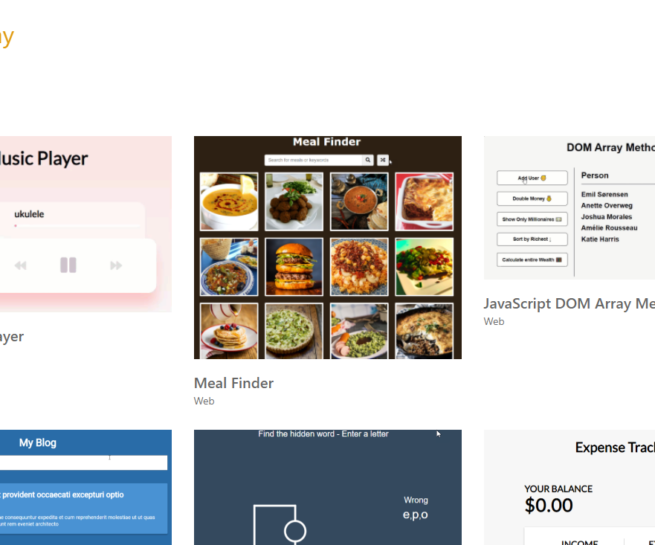 y
Music Player
ukulele
ayer
Meal Finder
Search for meals or keywords
Meal Finder
Web
DOM Array Metho
Add User
Double Money
Show Only Millionaires
Sort by Richest ↓
Calculate entire Wealth
Person
Emil Sørensen
Anette Overweg
Joshua Morales
Amélie Rousseau
Katie Harris
JavaScript DOM Array Me
Web
My Blog
provident occaecati excepturi optio
Find the hidden word - Enter a letter
Wrong
e,p,o
Expense Trac
YOUR BALANCE
$0.00
INCOME